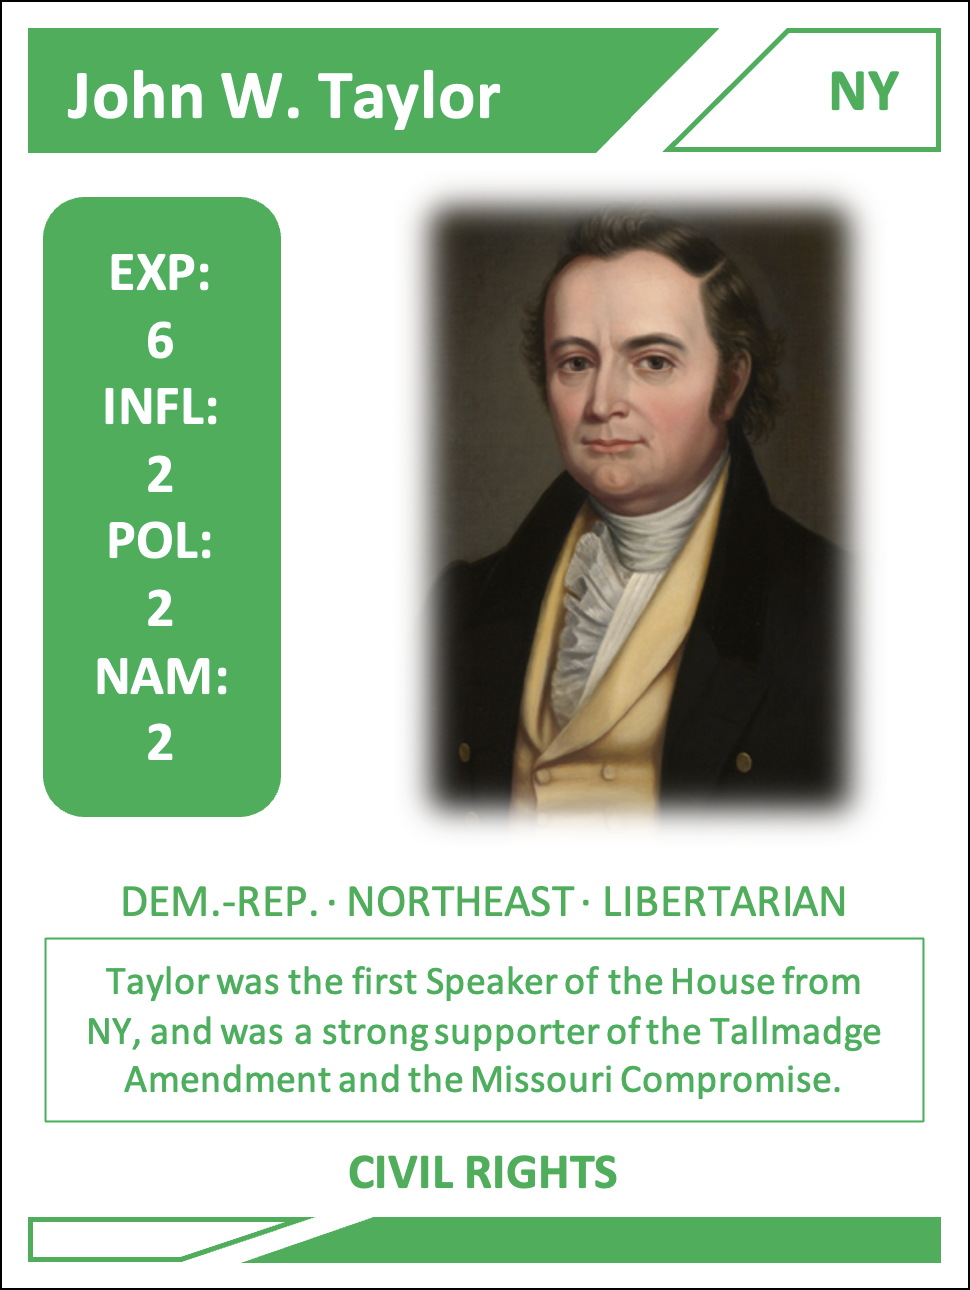 John W. Taylor
NY
EXP:
6
INFL:
2
POL:
2
NAM:
2
DEM.-REP. · NORTHEAST · LIBERTARIAN
Taylor was the first Speaker of the House from
NY, and was a strong supporter of the Tallmadge
Amendment and the Missouri Compromise.
CIVIL RIGHTS